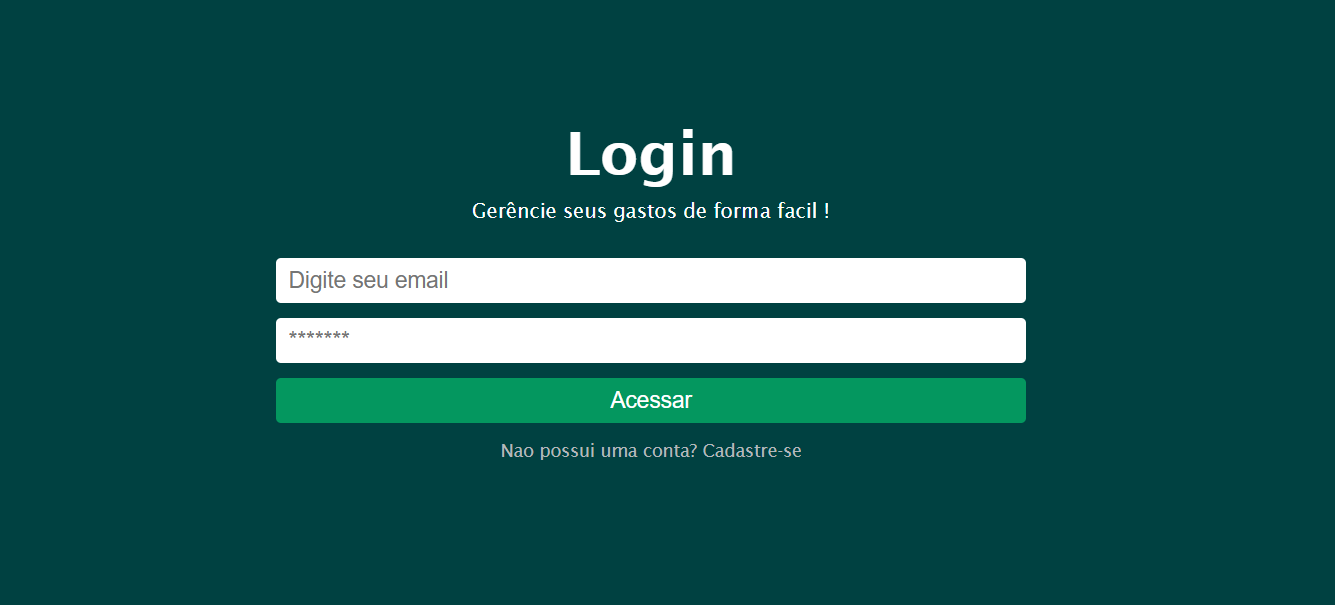 Login
Gerêncie seus gastos de forma facil !
Digite seu email
*******
Acessar
Nao possui uma conta? Cadastre-se